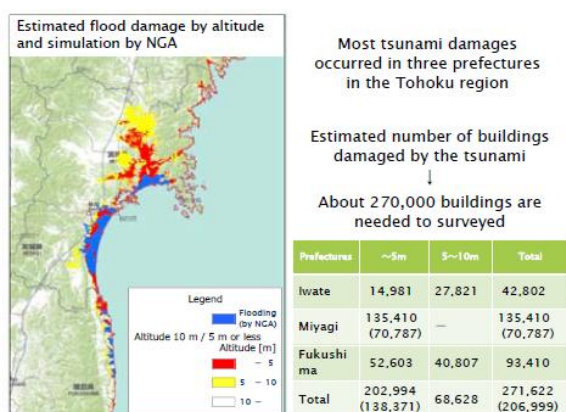 Estimated flood damage by altitude
and simulation by NGA
Legend
Flooding
(by NGA)
Altitude 10 m / 5 m or less
Altitude [m]
– 5
5 – 10
10 –
Most tsunami damages
occurred in three prefectures
in the Tohoku region
Estimated number of buildings
damaged by the tsunami
↓
About 270,000 buildings are
needed to surveyed
Prefectures ～5m 5～10m Total
Iwate 14,981 27,821 42,802
Miyagi 135,410 (70,787) — 135,410 (70,787)
Fukushi
ma 52,603 40,807 93,410
Total 202,994 (138,371) 68,628 271,622 (206,999)